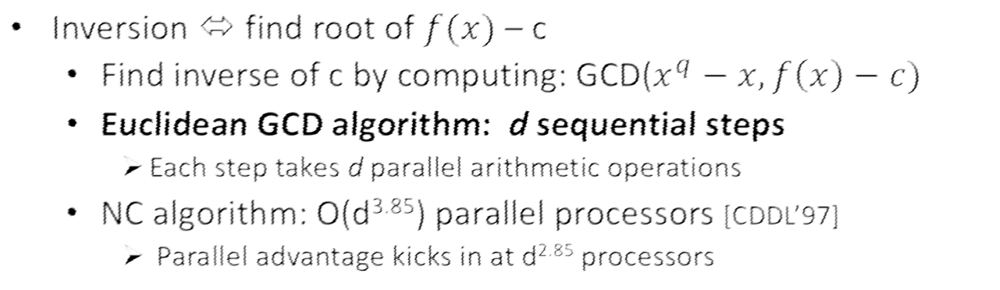 • Inversion ⇔ find root of f(x) − c
• Find inverse of c by computing: GCD(x^q − x, f(x) − c)
• Euclidean GCD algorithm: d sequential steps
➢ Each step takes d parallel arithmetic operations
• NC algorithm: O(d^3.85) parallel processors [CDDL'97]
➢ Parallel advantage kicks in at d^2.85 processors